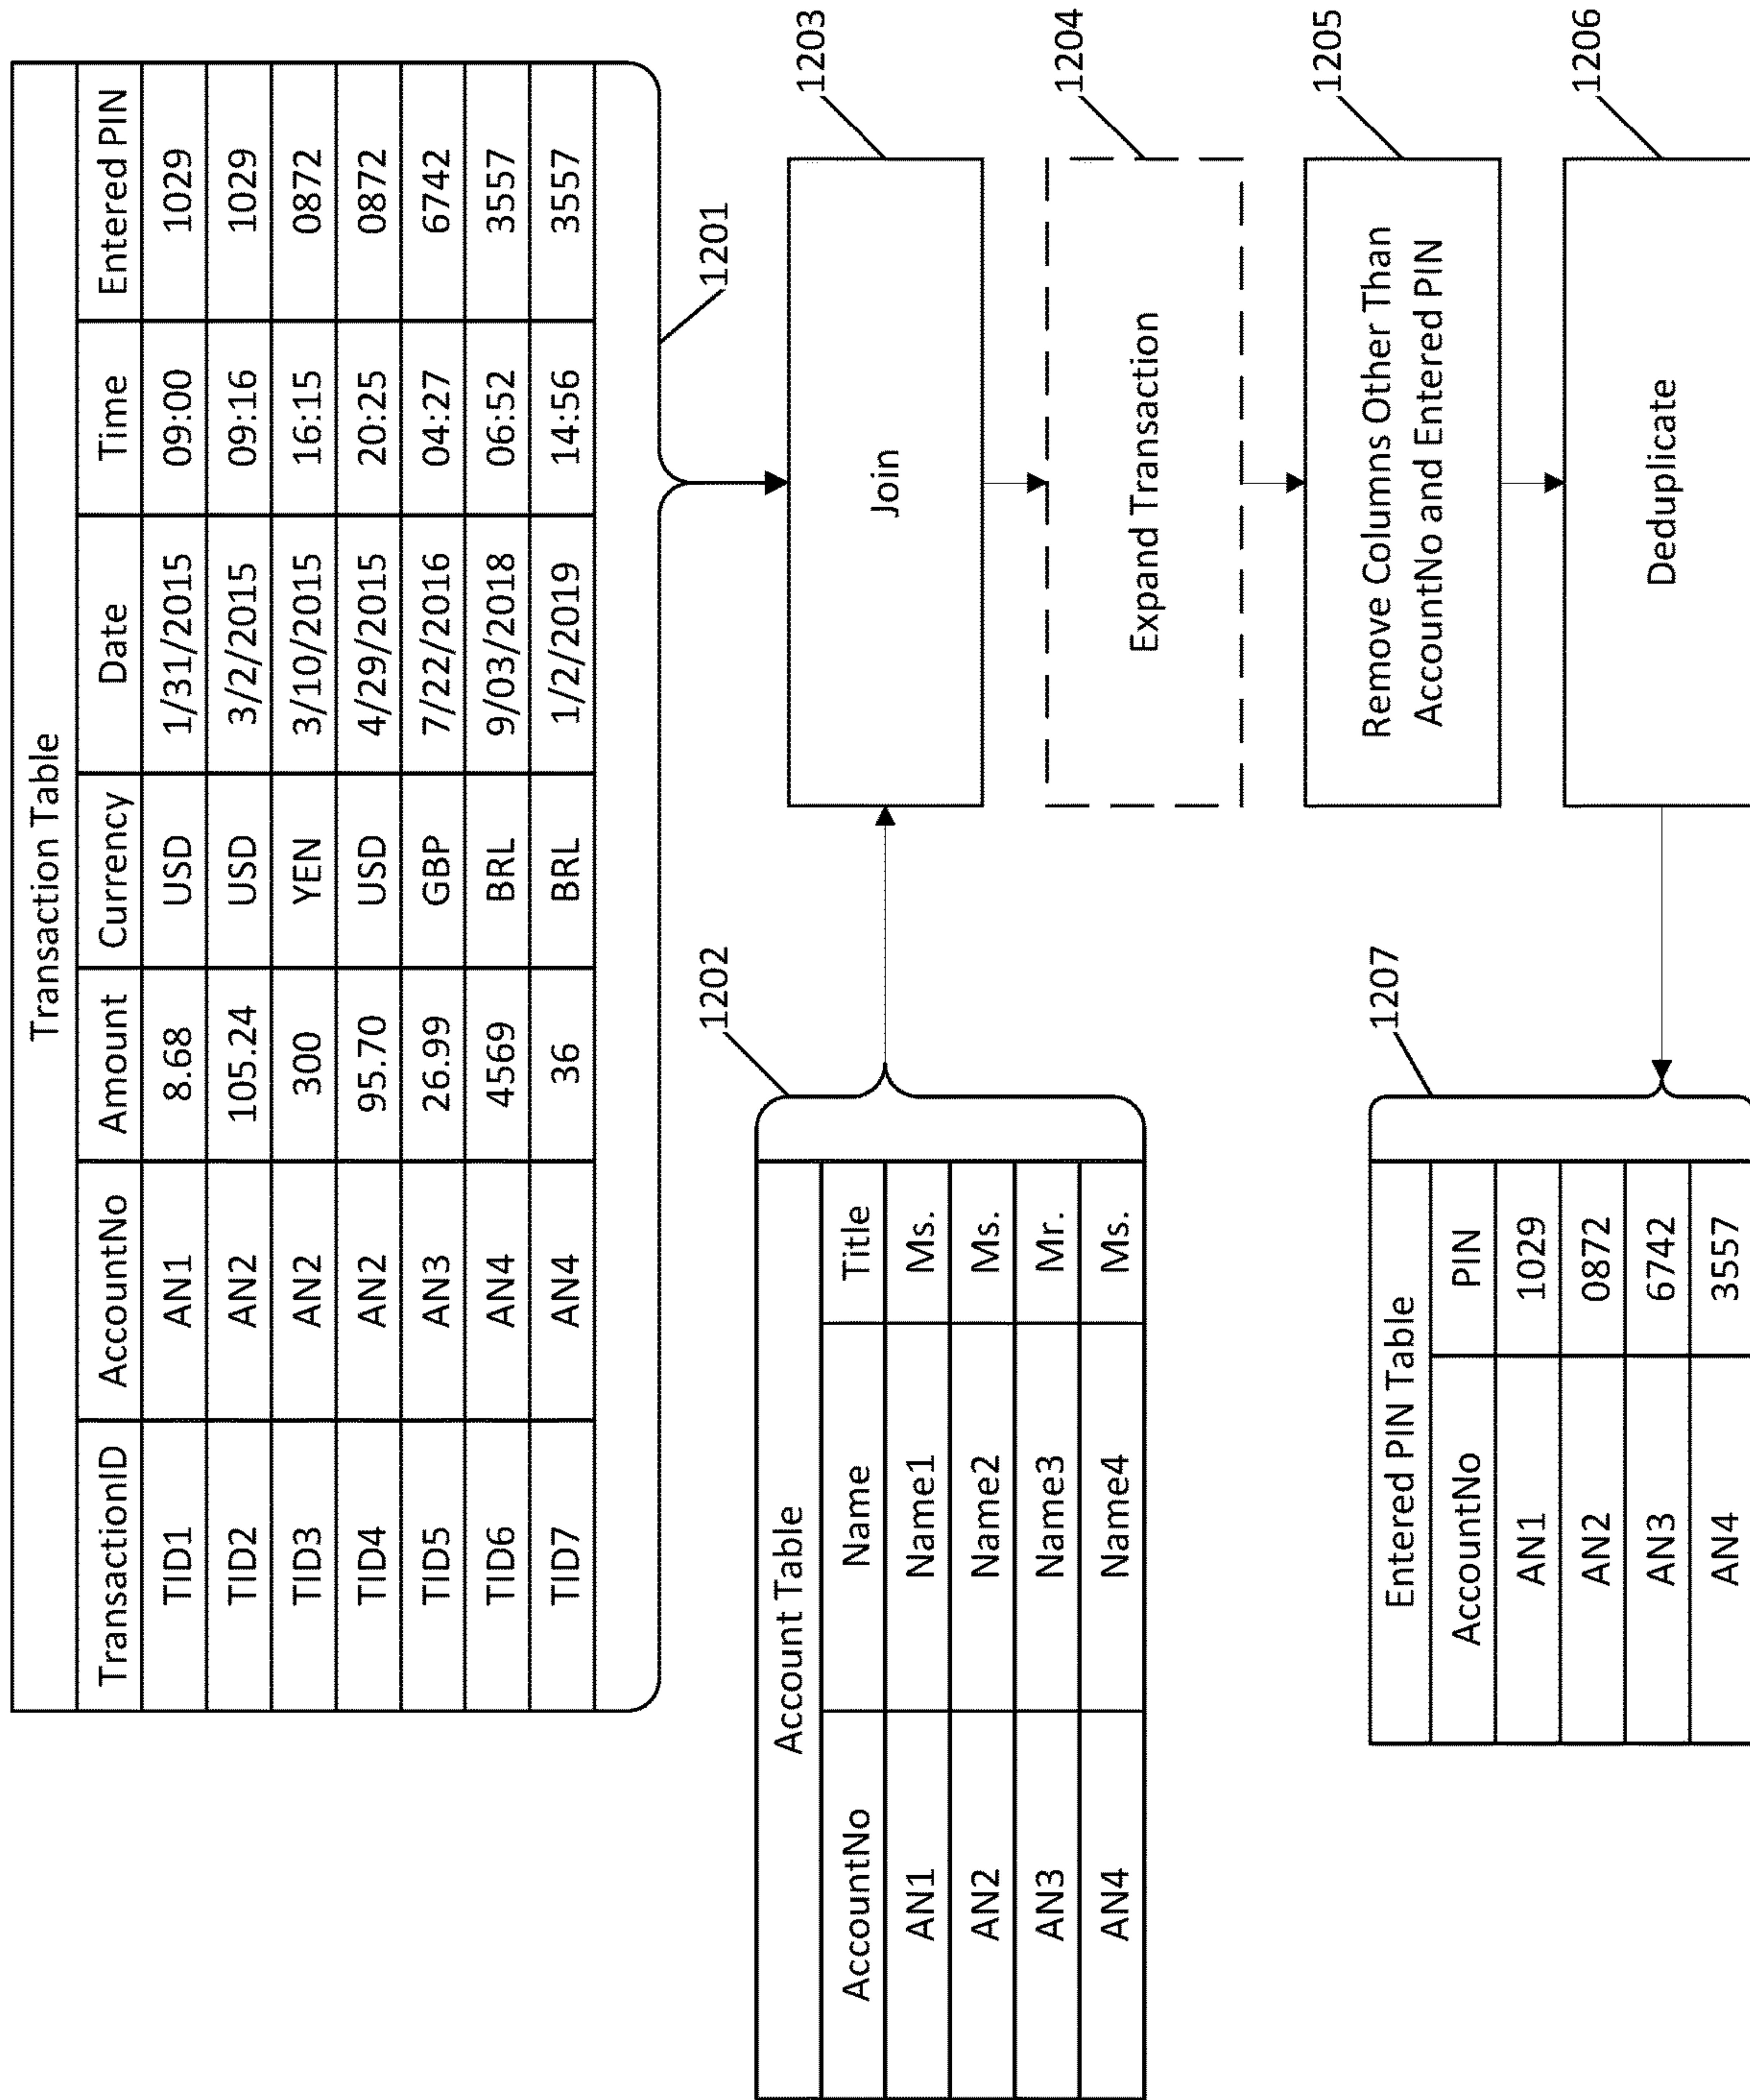 Transaction Table
TransactionID AccountNo Amount Currency Date Time Entered PIN
TID1 AN1 8.68 USD 1/31/2015 09:00 1029
TID2 AN2 105.24 USD 3/2/2015 09:16 1029
TID3 AN2 300 YEN 3/10/2015 16:15 0872
TID4 AN2 95.70 USD 4/29/2015 20:25 0872
TID5 AN3 26.99 GBP 7/22/2016 04:27 6742
TID6 AN4 4569 BRL 9/03/2018 06:52 3557
TID7 AN4 36 BRL 1/2/2019 14:56 3557
1201
1202
Account Table
AccountNo Name Title
AN1 Name1 Ms.
AN2 Name2 Ms.
AN3 Name3 Mr.
AN4 Name4 Ms.
1203
Join
1204
Expand Transaction
1205
Remove Columns Other Than
AccountNo and Entered PIN
1206
Deduplicate
1207
Entered PIN Table
AccountNo PIN
AN1 1029
AN2 0872
AN3 6742
AN4 3557